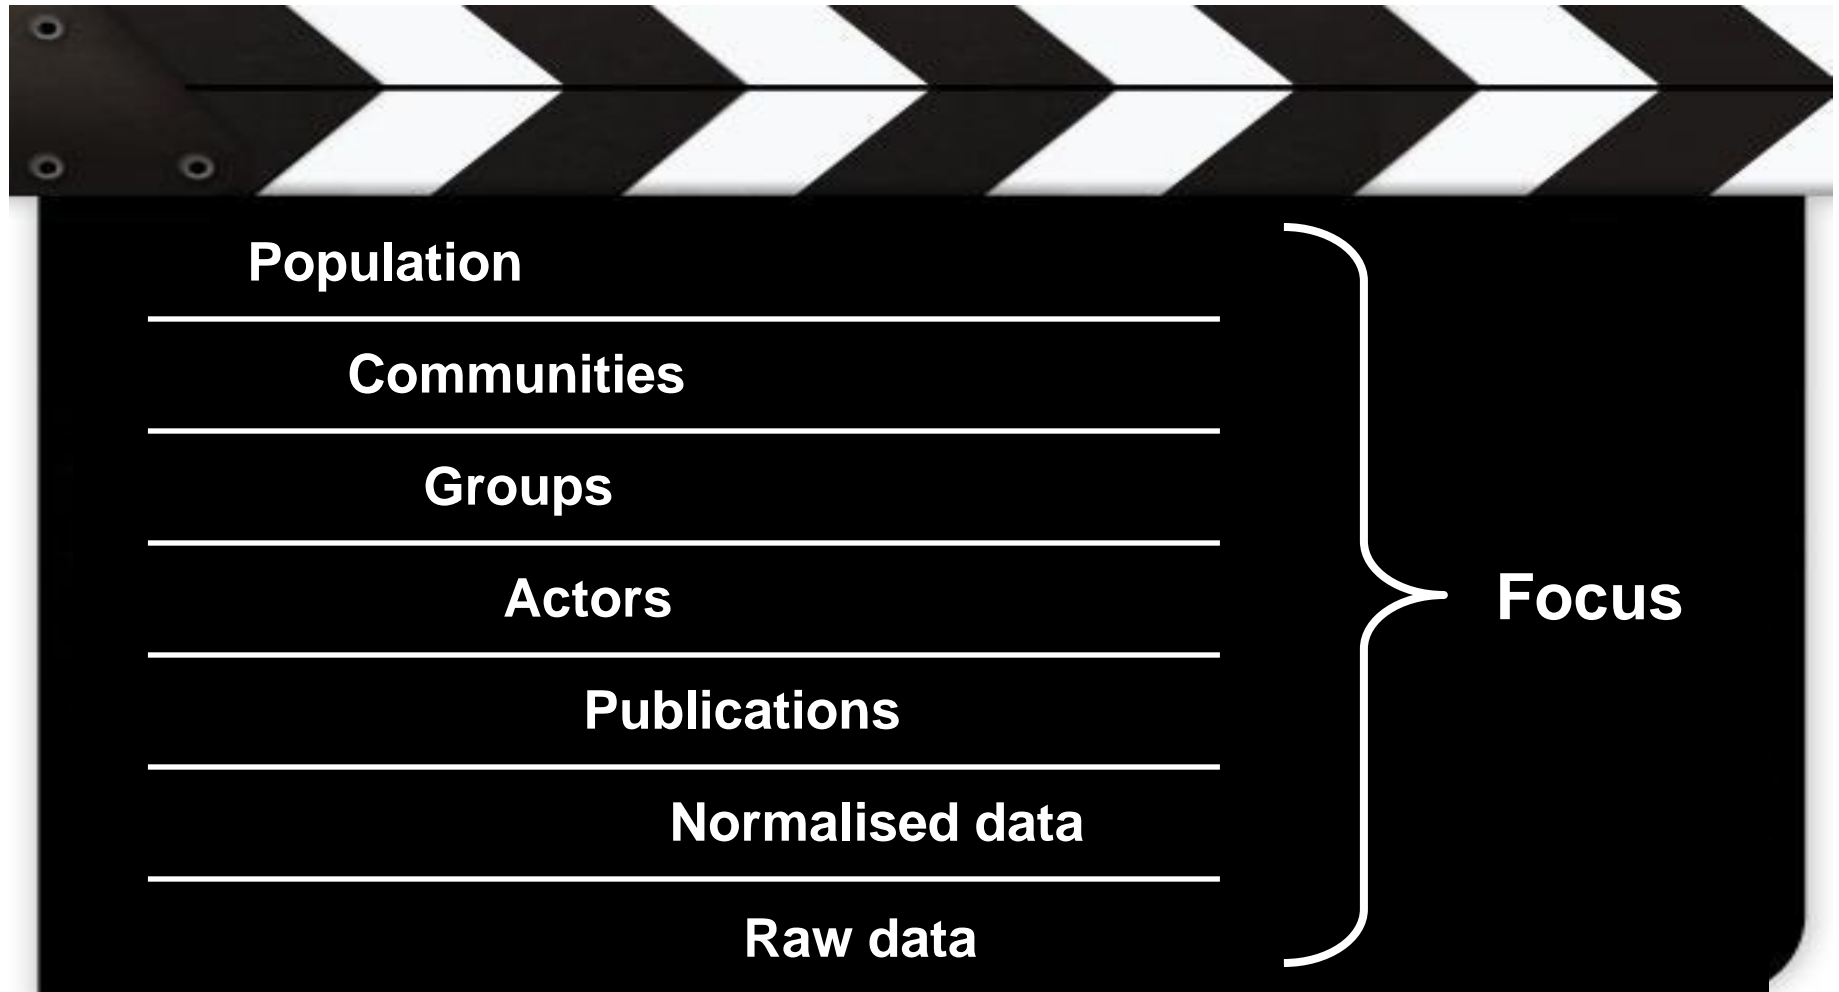 Population
Communities
Groups
Actors
Focus
Publications
Normalised data
Raw data